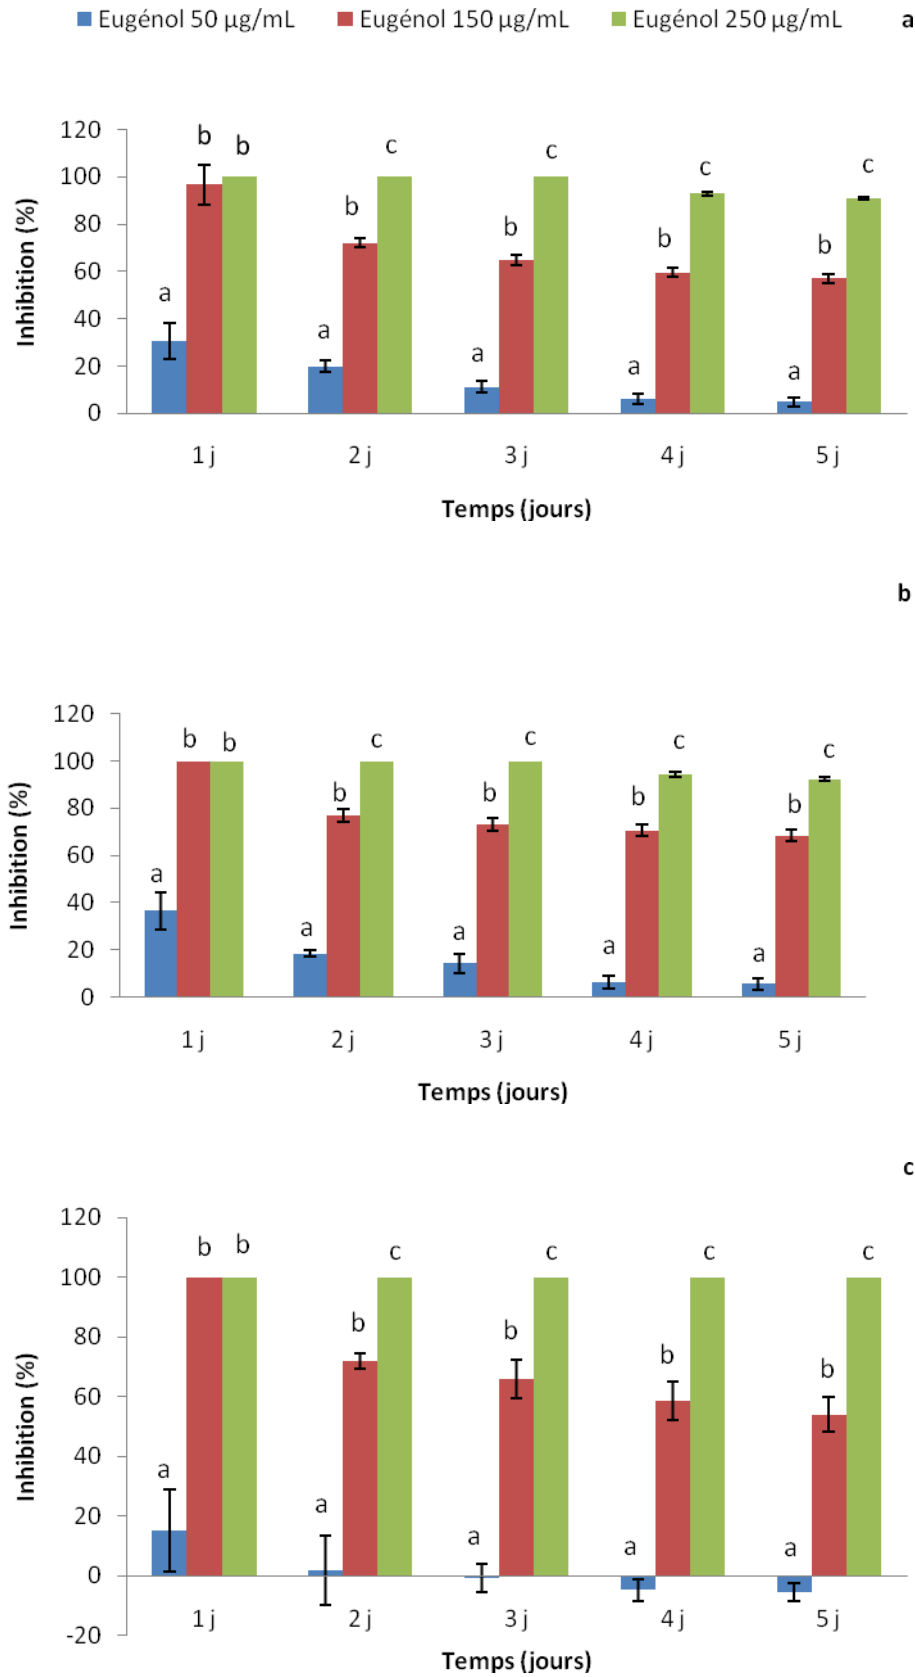 Eugénol 50 µg/mL Eugénol 150 µg/mL Eugénol 250 µg/mL a
Inhibition (%)
120
100
80
60
40
20
0
a b b
a b c
a b c
a b c
a b c
1 j 2 j 3 j 4 j 5 j
Temps (jours)
b
Inhibition (%)
120
100
80
60
40
20
0
a b b
a b c
a b c
a b c
a b c
1 j 2 j 3 j 4 j 5 j
Temps (jours)
c
Inhibition (%)
120
100
80
60
40
20
0
-20
a b b
a b c
a b c
a b c
a b c
1 j 2 j 3 j 4 j 5 j
Temps (jours)